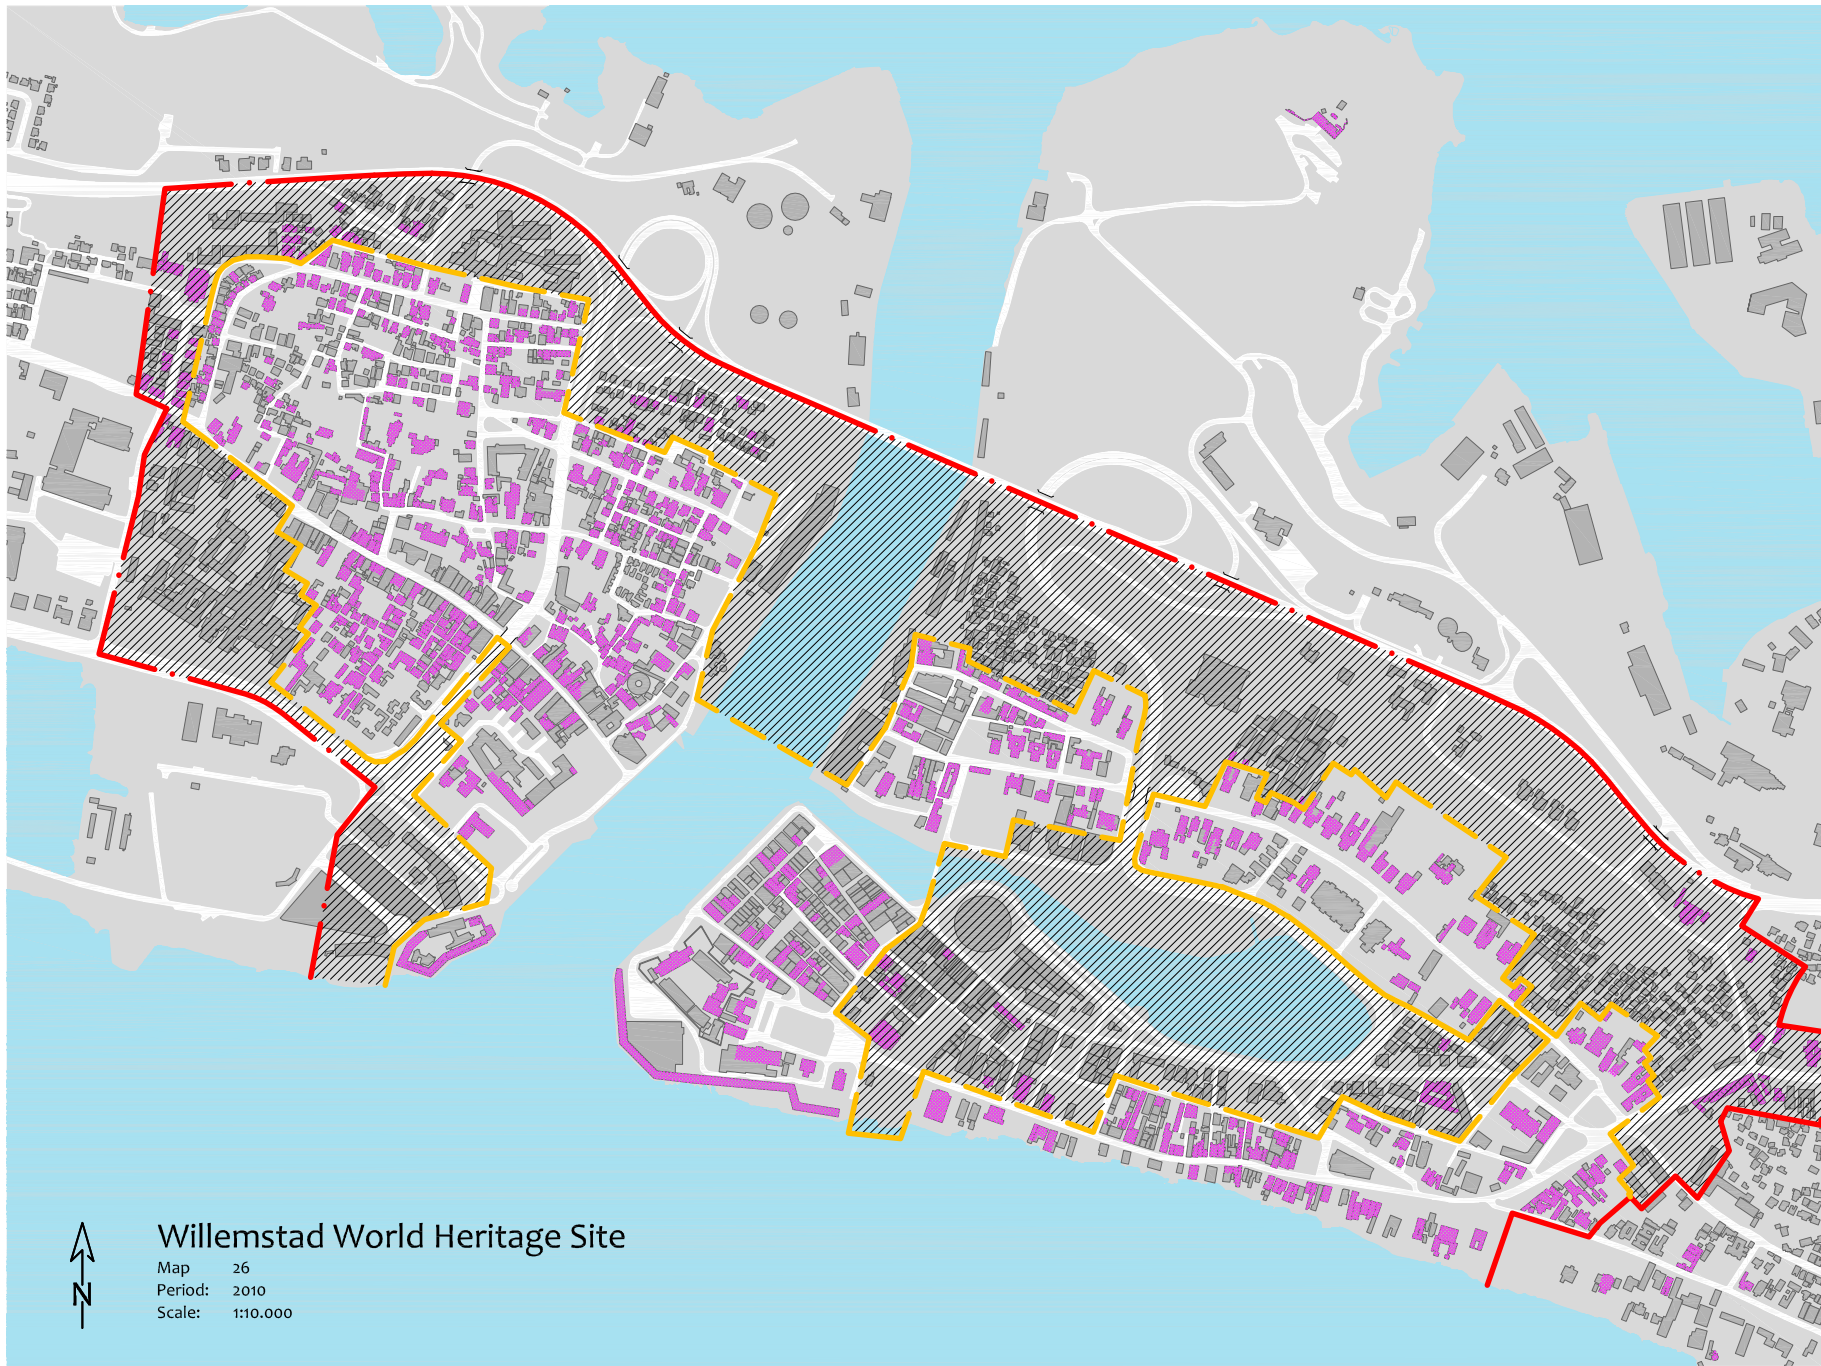 Willemstad World Heritage Site
Map 26
Period: 2010
Scale: 1:10.000
N